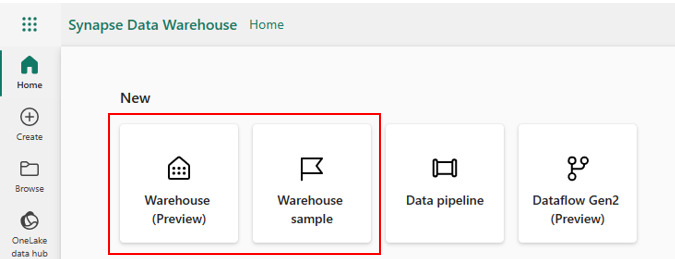 Synapse Data Warehouse Home
Home
Create
Browse
OneLake
data hub
New
Warehouse
(Preview)
Warehouse
sample
Data pipeline
Dataflow Gen2
(Preview)